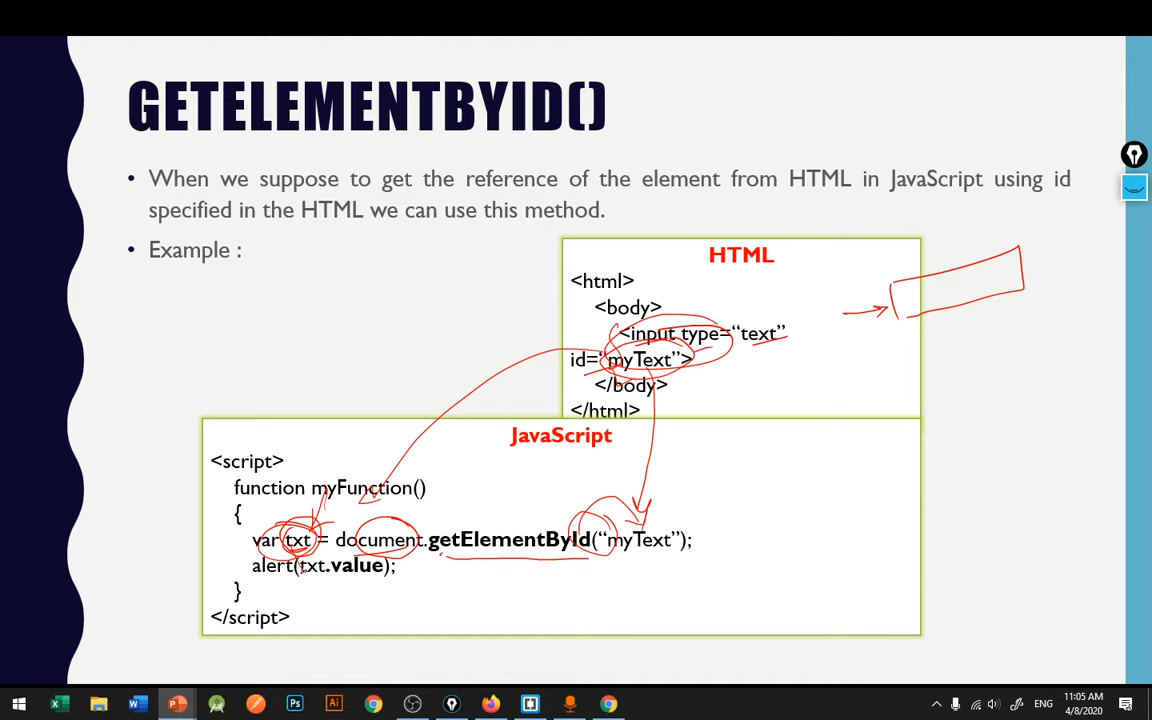 GETELEMENTBYID()
• When we suppose to get the reference of the element from HTML in JavaScript using id
specified in the HTML we can use this method.
• Example :
HTML
<html>
<body>
<input type=“text”
id=“myText”>
</body>
</html>
JavaScript
<script>
function myFunction()
{
var txt = document.getElementById(“myText”);
alert(txt.value);
}
</script>
ENG
11:05 AM
4/8/2020